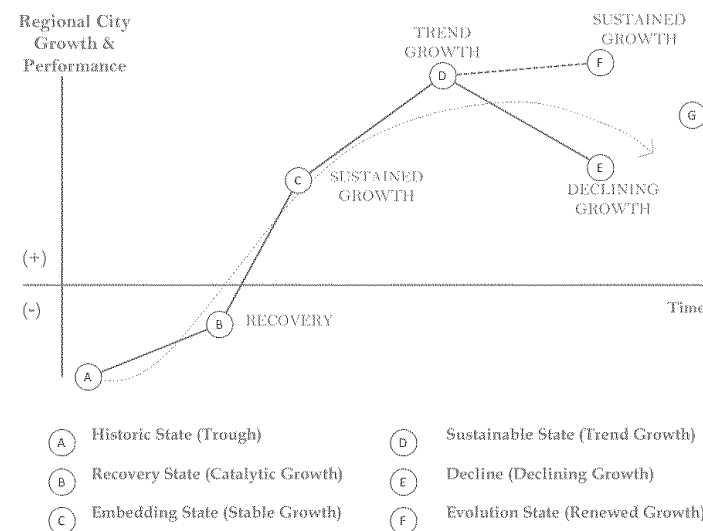 Regional City
Growth &
Performance
TREND
GROWTH
SUSTAINED
GROWTH
D
F
G
C
SUSTAINED
GROWTH
E
DECLINING
GROWTH
(+)
(-)
Time
B
RECOVERY
A
A Historic State (Trough)
D Sustainable State (Trend Growth)
B Recovery State (Catalytic Growth)
E Decline (Declining Growth)
C Embedding State (Stable Growth)
F Evolution State (Renewed Growth)